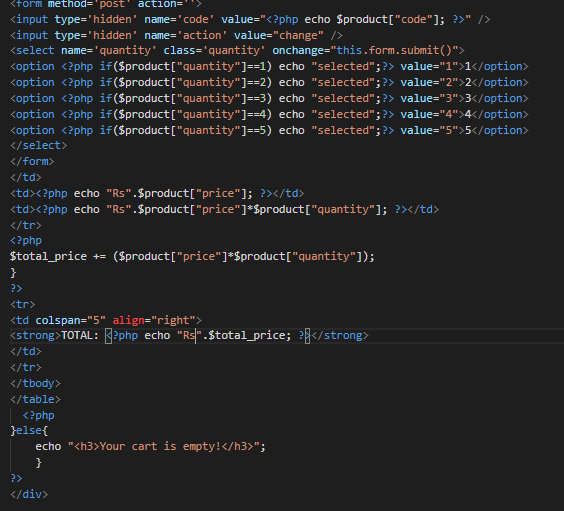 <form method='post' action=''>
<input type='hidden' name='code' value="<?php echo $product["code"]; ?>" />
<input type='hidden' name='action' value="change" />
<select name='quantity' class='quantity' onchange="this.form.submit()">
<option <?php if($product["quantity"]==1) echo "selected";?> value="1">1</option>
<option <?php if($product["quantity"]==2) echo "selected";?> value="2">2</option>
<option <?php if($product["quantity"]==3) echo "selected";?> value="3">3</option>
<option <?php if($product["quantity"]==4) echo "selected";?> value="4">4</option>
<option <?php if($product["quantity"]==5) echo "selected";?> value="5">5</option>
</select>
</form>
</td>
<td><?php echo "Rs".$product["price"]; ?></td>
<td><?php echo "Rs".$product["price"]*$product["quantity"]; ?></td>
</tr>
<?php
$total_price += ($product["price"]*$product["quantity"]);
}
?>
<tr>
<td colspan="5" align="right">
<strong>TOTAL: <?php echo "Rs".$total_price; ?></strong>
</td>
</tr>
</tbody>
</table>
<?php
}else{
echo "<h3>Your cart is empty!</h3>";
}
?>
</div>